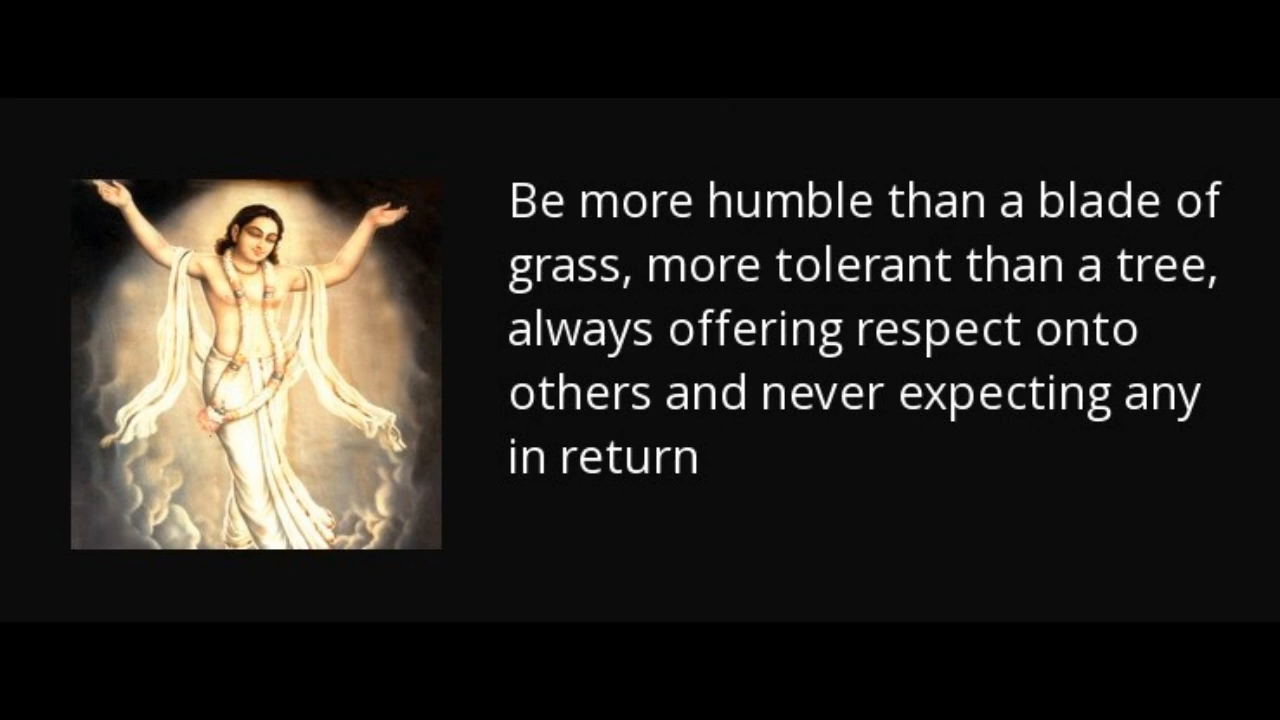 Be more humble than a blade of
grass, more tolerant than a tree,
always offering respect onto
others and never expecting any
in return